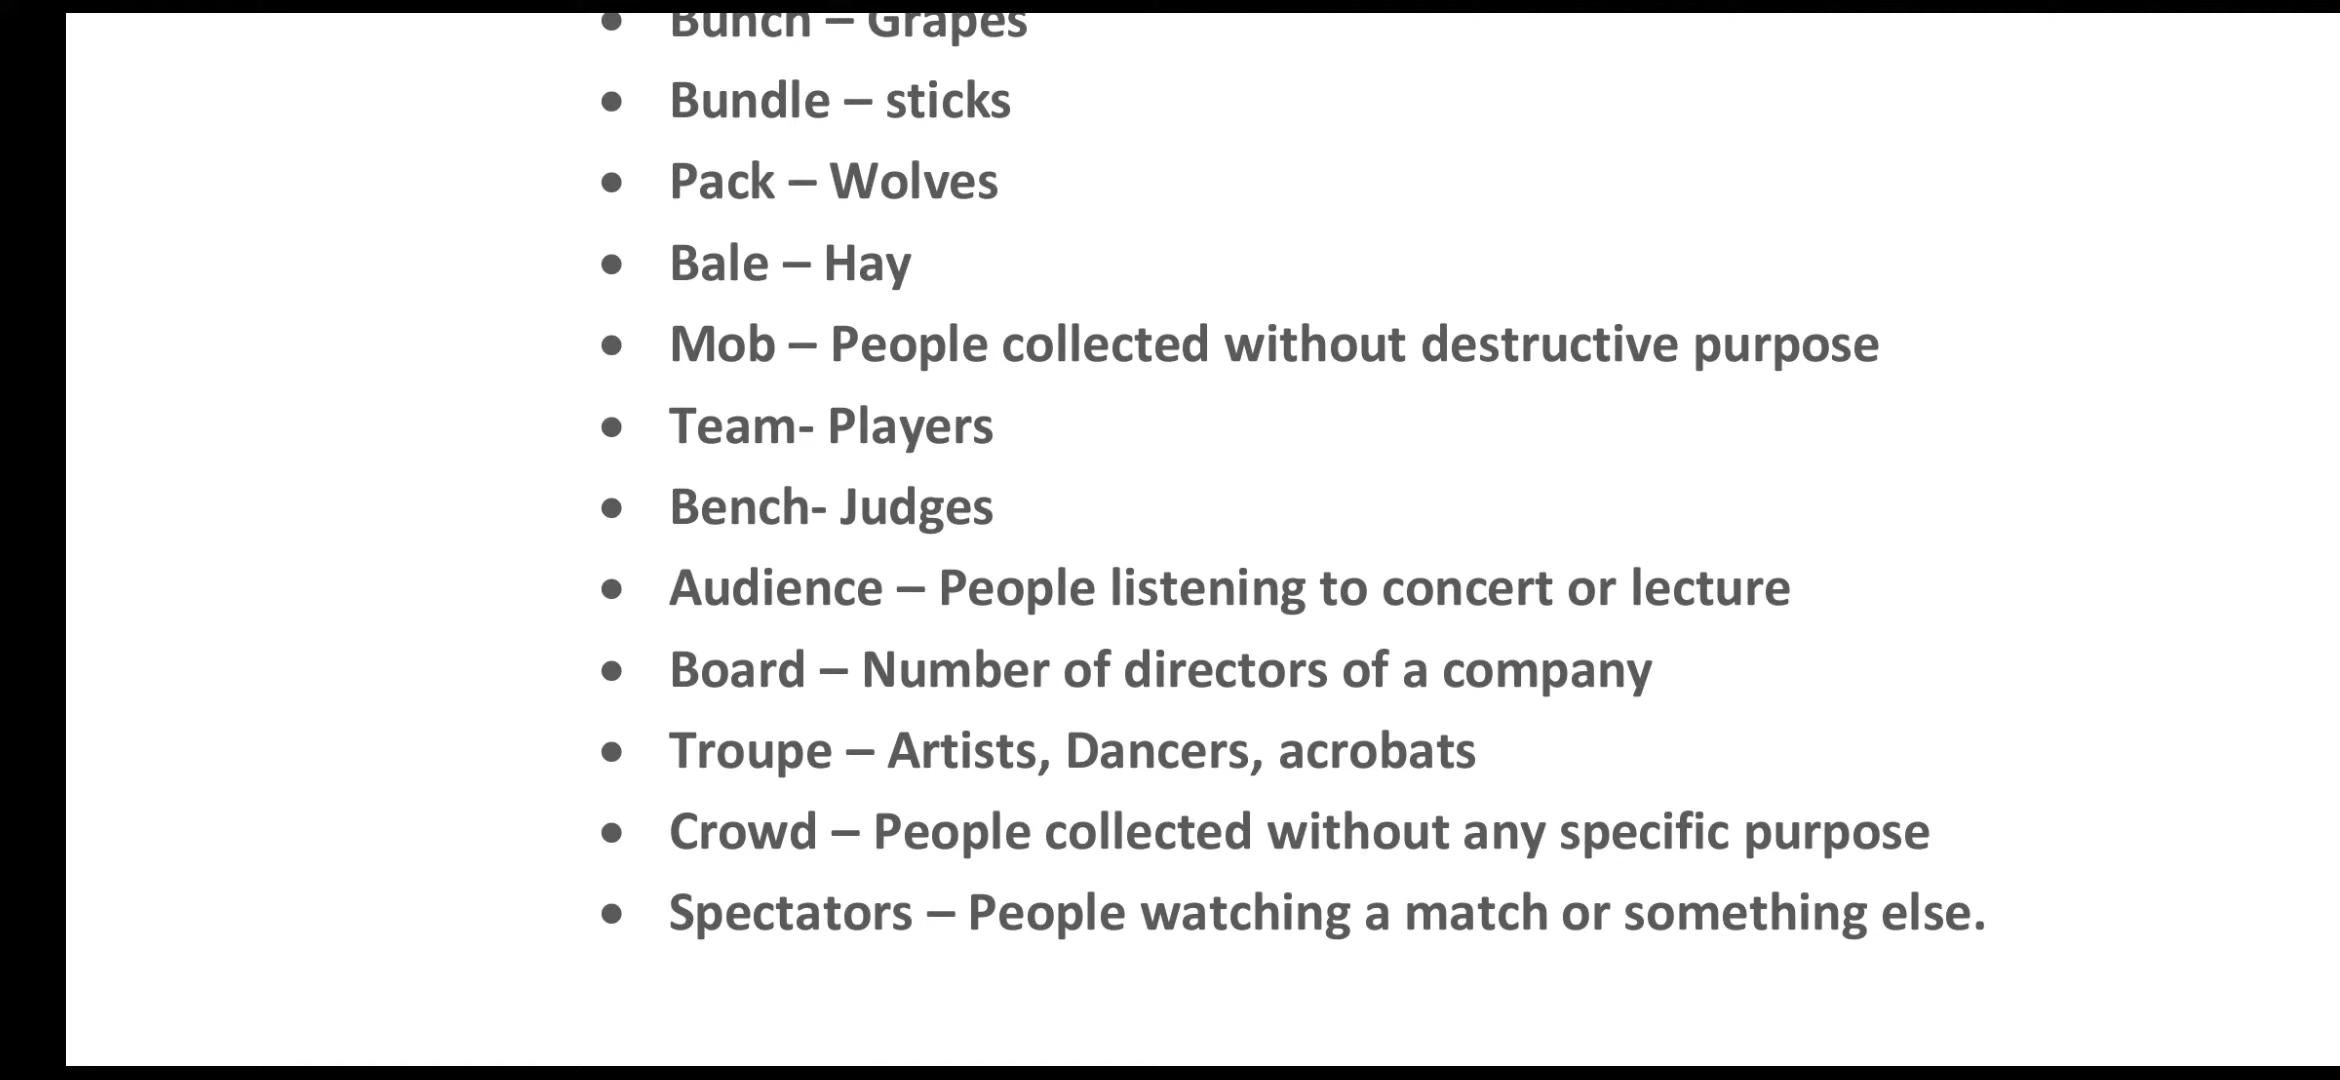 • Bunch – Grapes
• Bundle – sticks
• Pack – Wolves
• Bale – Hay
• Mob – People collected without destructive purpose
• Team- Players
• Bench- Judges
• Audience – People listening to concert or lecture
• Board – Number of directors of a company
• Troupe – Artists, Dancers, acrobats
• Crowd – People collected without any specific purpose
• Spectators – People watching a match or something else.